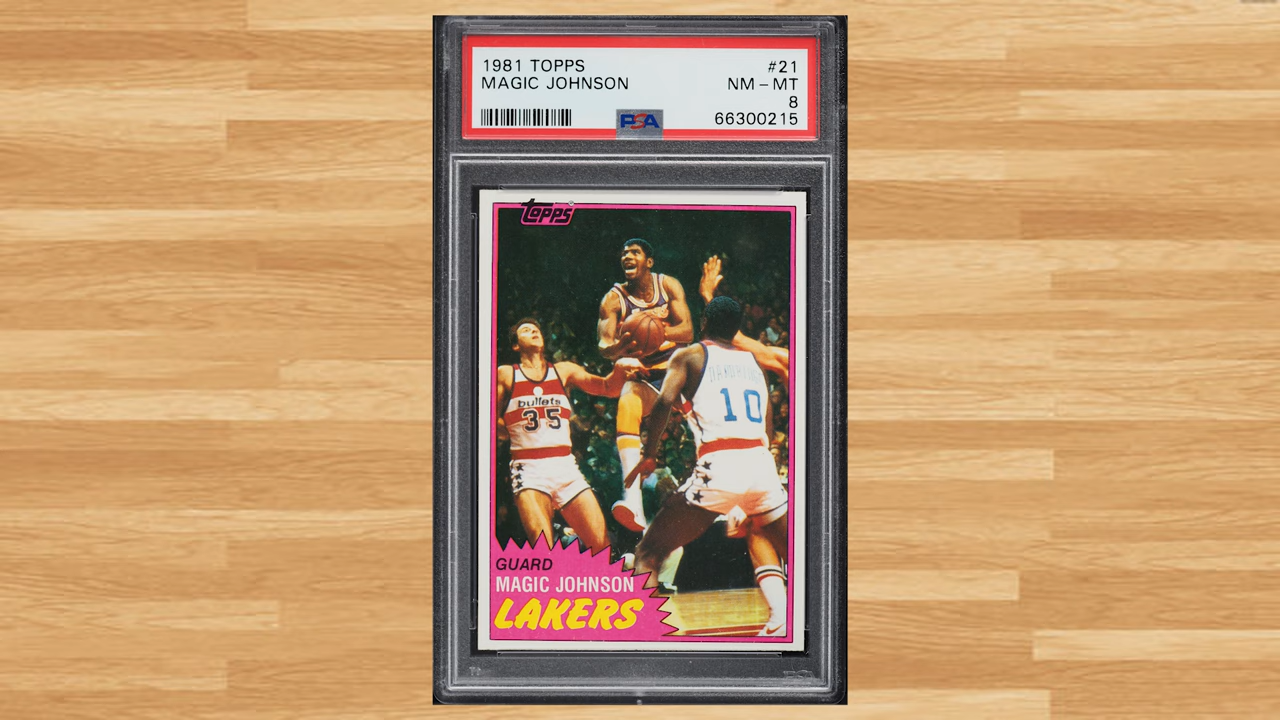 1981 TOPPS #21
MAGIC JOHNSON NM – MT
8
PSA 66300215
topps
bullets
35
10
GUARD
MAGIC JOHNSON
LAKERS